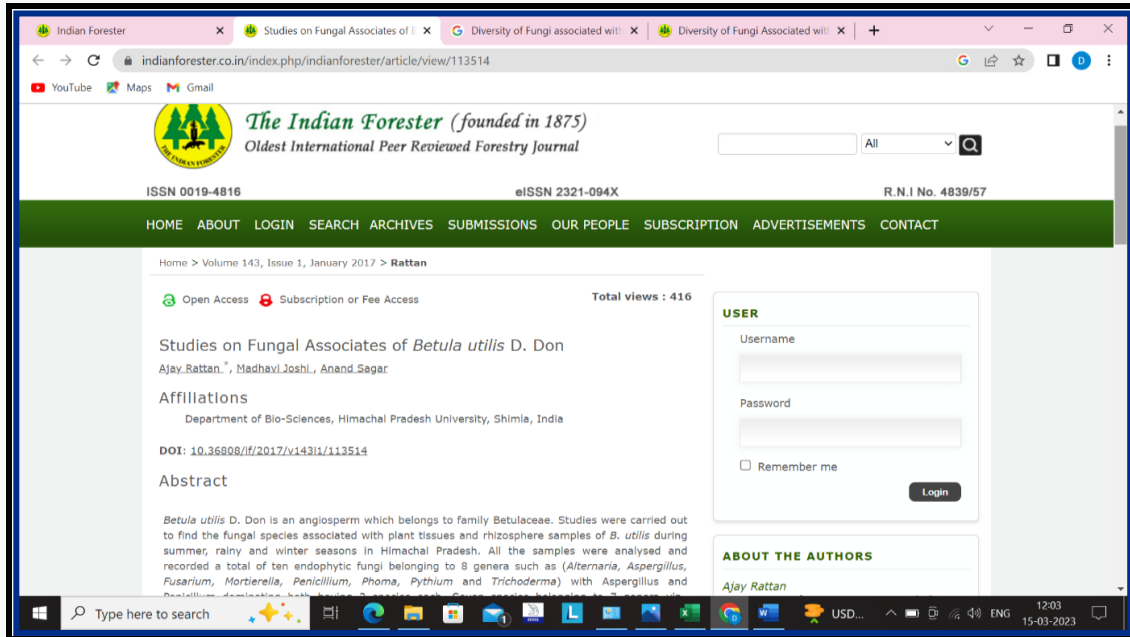 Indian Forester
Studies on Fungal Associates of B
Diversity of Fungi associated with
Diversity of Fungi Associated wit
indianforester.co.in/index.php/indianforester/article/view/113514
YouTube Maps Gmail
The Indian Forester (founded in 1875)
Oldest International Peer Reviewed Forestry Journal
THE INDIAN FORESTER
All
ISSN 0019-4816 eISSN 2321-094X R.N.I No. 4839/57
HOME ABOUT LOGIN SEARCH ARCHIVES SUBMISSIONS OUR PEOPLE SUBSCRIPTION ADVERTISEMENTS CONTACT
Home > Volume 143, Issue 1, January 2017 > Rattan
Open Access Subscription or Fee Access Total views : 416
Studies on Fungal Associates of Betula utilis D. Don
Ajay Rattan *, Madhavi Joshi , Anand Sagar
Affiliations
Department of Bio-Sciences, Himachal Pradesh University, Shimla, India
DOI: 10.36808/if/2017/v143i1/113514
Abstract
Betula utilis D. Don is an angiosperm which belongs to family Betulaceae. Studies were carried out
to find the fungal species associated with plant tissues and rhizosphere samples of B. utilis during
summer, rainy and winter seasons in Himachal Pradesh. All the samples were analysed and
recorded a total of ten endophytic fungi belonging to 8 genera such as (Alternaria, Aspergillus,
Fusarium, Mortierella, Penicillium, Phoma, Pythium and Trichoderma) with Aspergillus and
USER
Username
Password
Remember me
Login
ABOUT THE AUTHORS
Ajay Rattan
Type here to search
USD...
ENG
12:03
15-03-2023